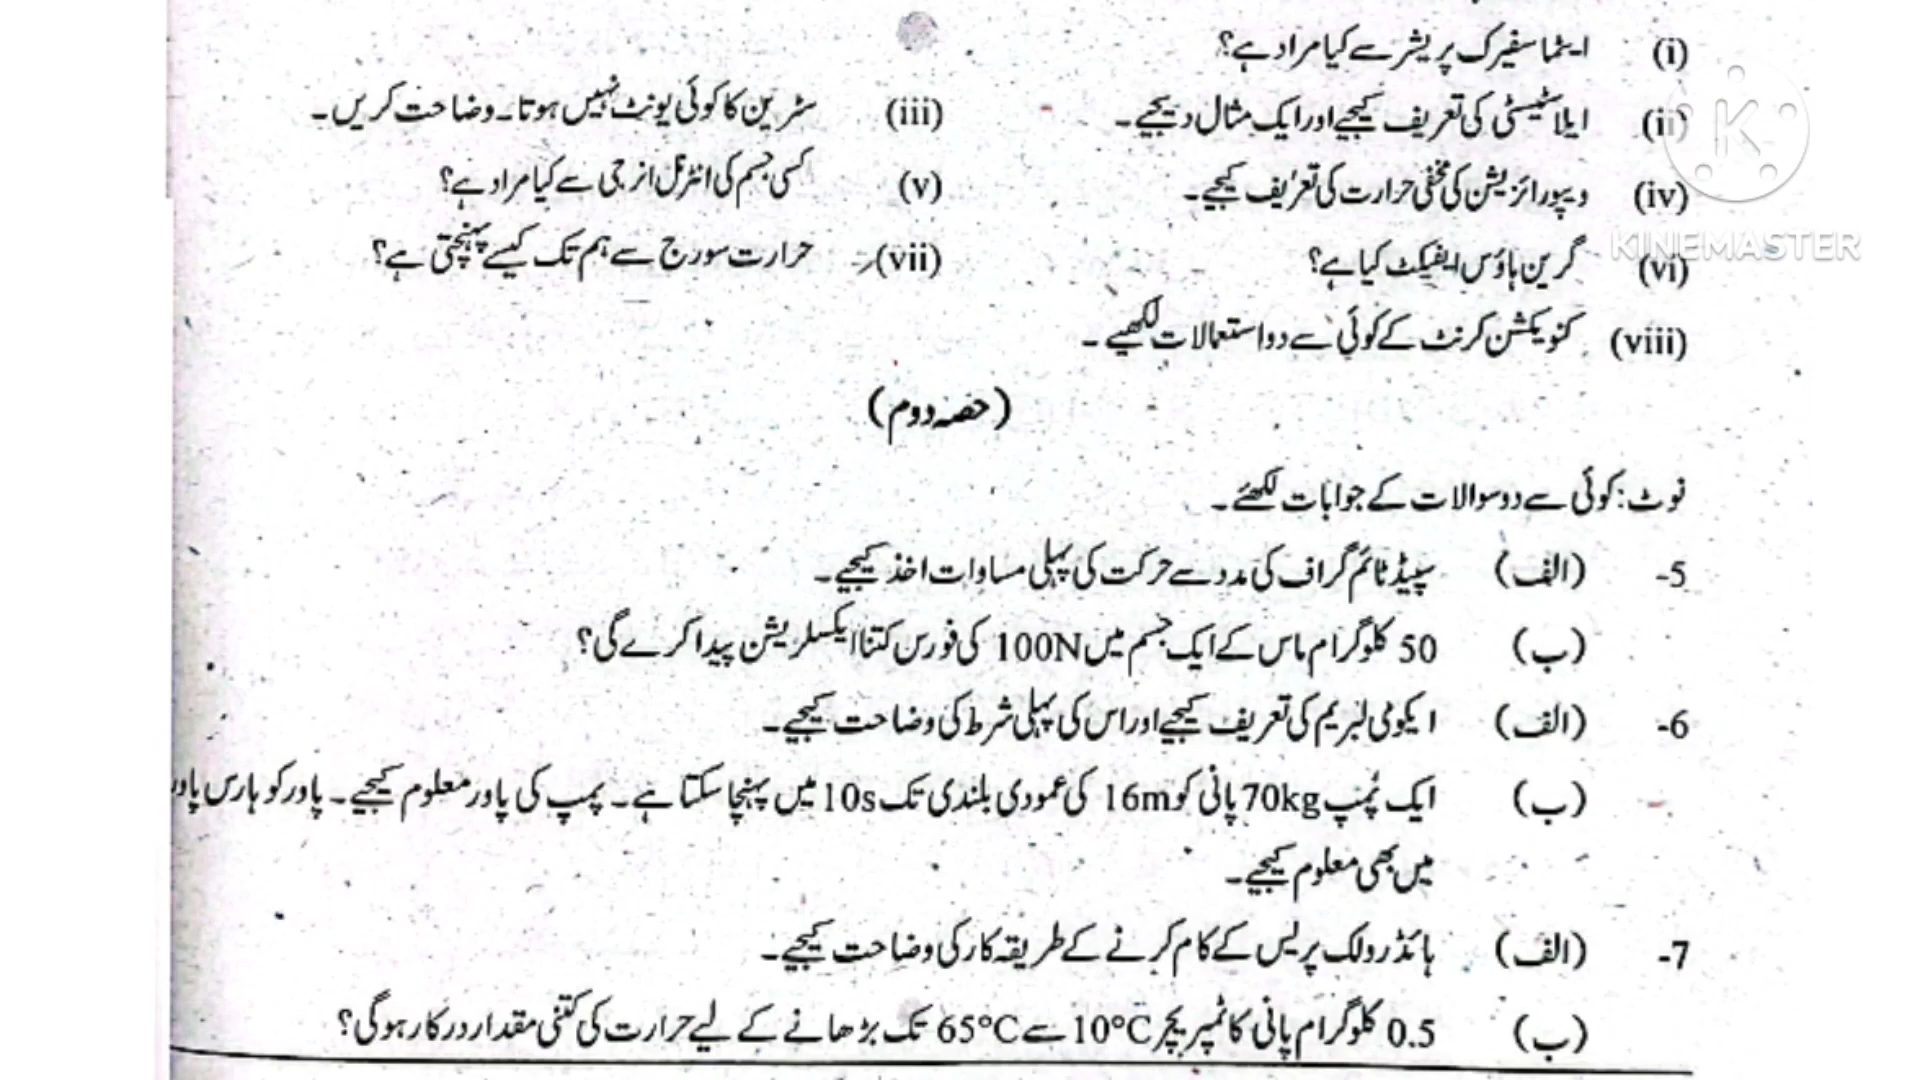 (i) ایٹما سفیرک پریشر سے کیا مراد ہے؟
(ii) ایلاسٹیسٹی کی تعریف کیجیے اور ایک مثال دیجیے۔ (iii) سٹرین کا کوئی یونٹ نہیں ہوتا۔ وضاحت کریں۔
(iv) ویپورائزیشن کی مخفی حرارت کی تعریف کیجیے۔ (v) کسی جسم کی انٹرنل انرجی سے کیا مراد ہے؟
(vi) گرین ہاؤس ایفیکٹ کیا ہے؟ (vii) حرارت سورج سے ہم تک کیسے پہنچتی ہے؟
(viii) کنویکشن کرنٹ کے کوئی سے دو استعمالات لکھیے۔
(حصہ دوم)
نوٹ: کوئی سے دو سوالات کے جوابات لکھئے۔
5- (الف) سپیڈ ٹائم گراف کی مدد سے حرکت کی پہلی مساوات اخذ کیجیے۔
(ب) 50 کلوگرام ماس کے ایک جسم میں 100N کی فورس کتنا ایکسلریشن پیدا کرے گی؟
6- (الف) ایکوی لبریم کی تعریف کیجیے اور اس کی پہلی شرط کی وضاحت کیجیے۔
(ب) ایک پمپ 70kg پانی کو 16m کی عمودی بلندی تک 10s میں پہنچا سکتا ہے۔ پمپ کی پاور معلوم کیجیے۔ پاور کو ہارس پاور
میں بھی معلوم کیجیے۔
7- (الف) ہائڈرولک پریس کے کام کرنے کے طریقہ کار کی وضاحت کیجیے۔
(ب) 0.5 کلوگرام پانی کا ٹمپریچر 10°C سے 65°C تک بڑھانے کے لیے حرارت کی کتنی مقدار درکار ہوگی؟
KINEMASTER